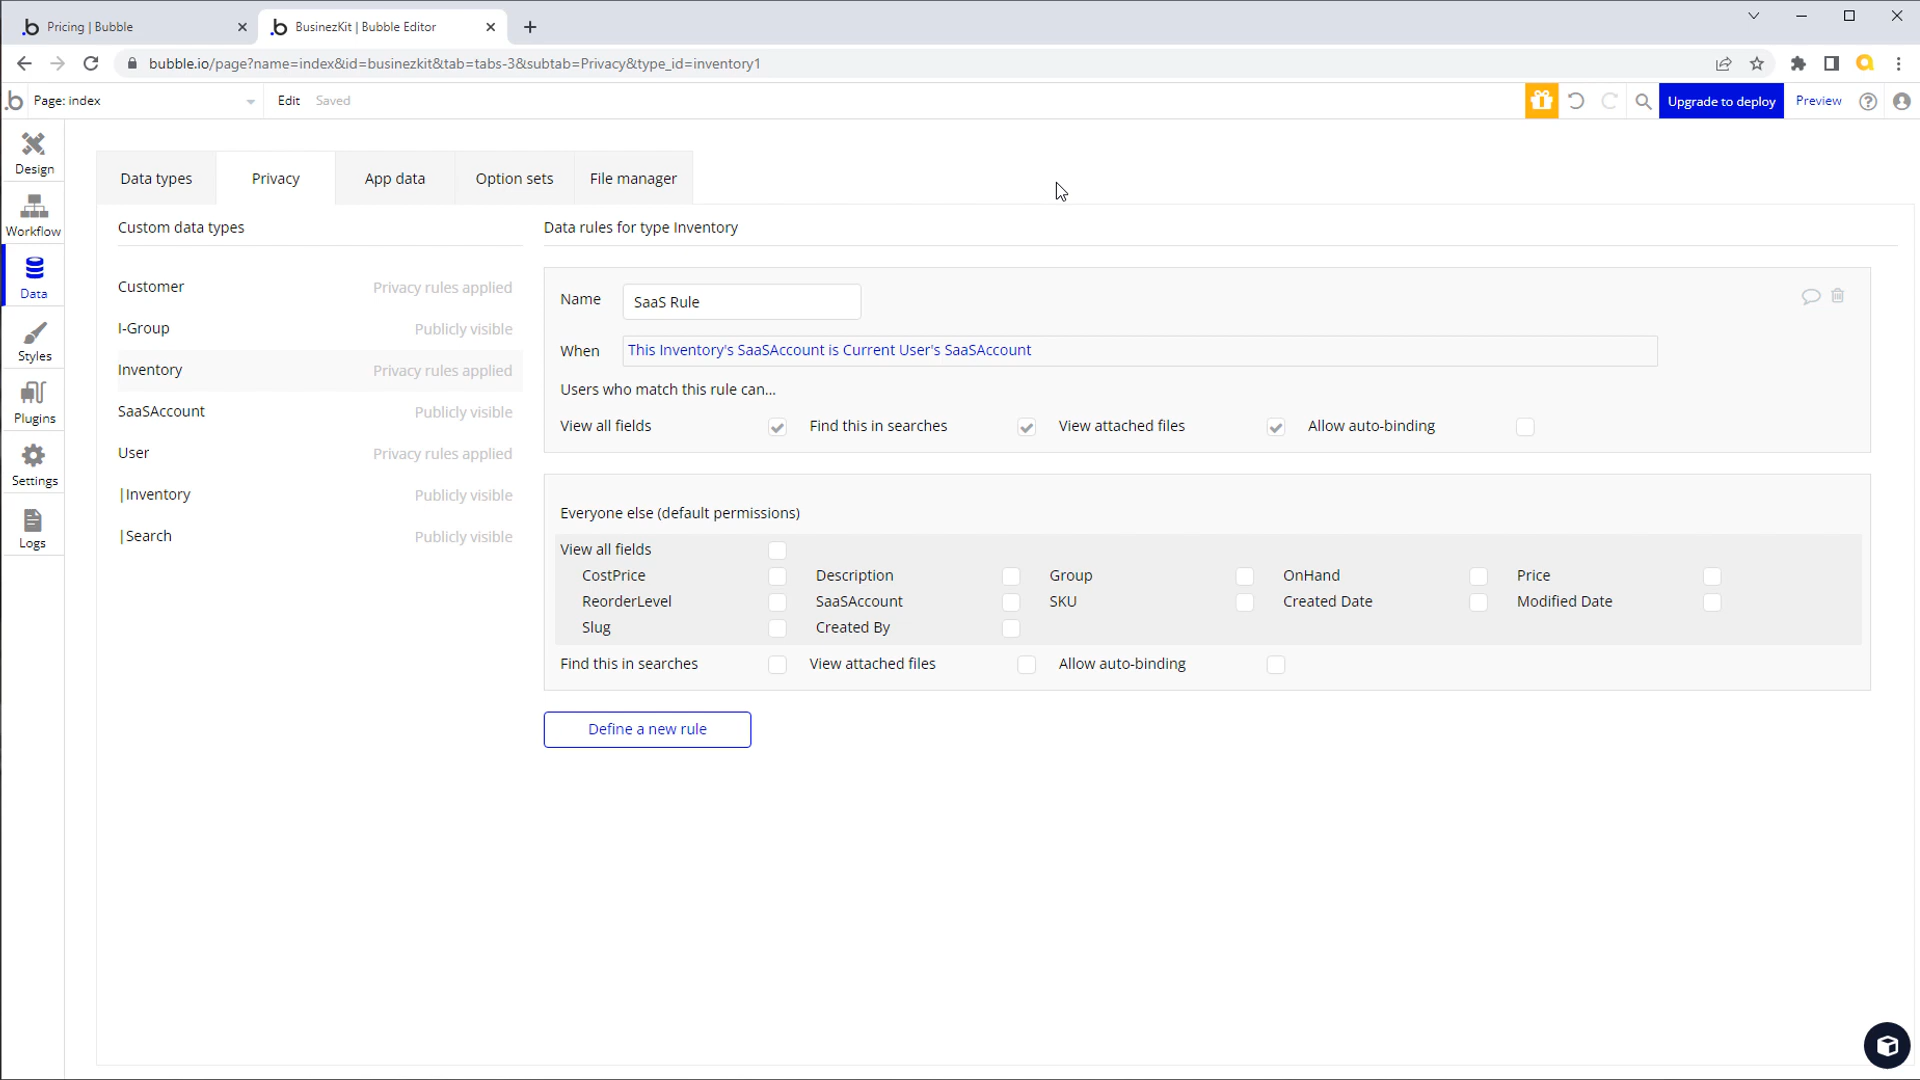 Pricing | Bubble
BusinezKit | Bubble Editor
bubble.io/page?name=index&id=businezkit&tab=tabs-3&subtab=Privacy&type_id=inventory1
Page: index
Edit
Saved
Upgrade to deploy
Preview
Design
Workflow
Data
Styles
Plugins
Settings
Logs
Data types
Privacy
App data
Option sets
File manager
Custom data types
Customer Privacy rules applied
I-Group Publicly visible
Inventory Privacy rules applied
SaaSAccount Publicly visible
User Privacy rules applied
|Inventory Publicly visible
|Search Publicly visible
Data rules for type Inventory
Name SaaS Rule
When This Inventory's SaaSAccount is Current User's SaaSAccount
Users who match this rule can...
View all fields Find this in searches View attached files Allow auto-binding
Everyone else (default permissions)
View all fields
CostPrice Description Group OnHand Price
ReorderLevel SaaSAccount SKU Created Date Modified Date
Slug Created By
Find this in searches View attached files Allow auto-binding
Define a new rule